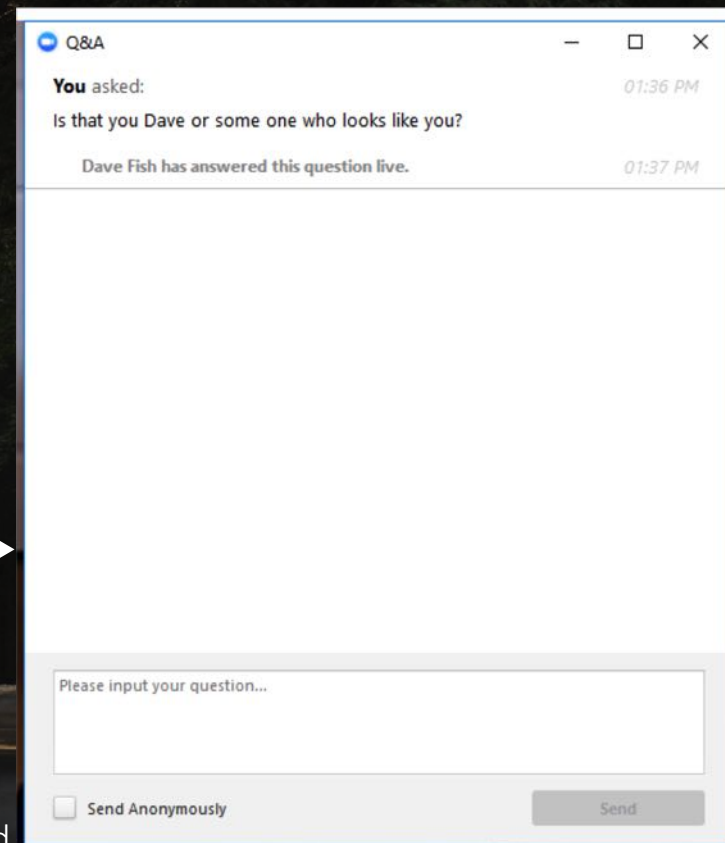 Q&A
You asked: 01:36 PM
Is that you Dave or some one who looks like you?
Dave Fish has answered this question live. 01:37 PM
Please input your question...
Send Anonymously Send